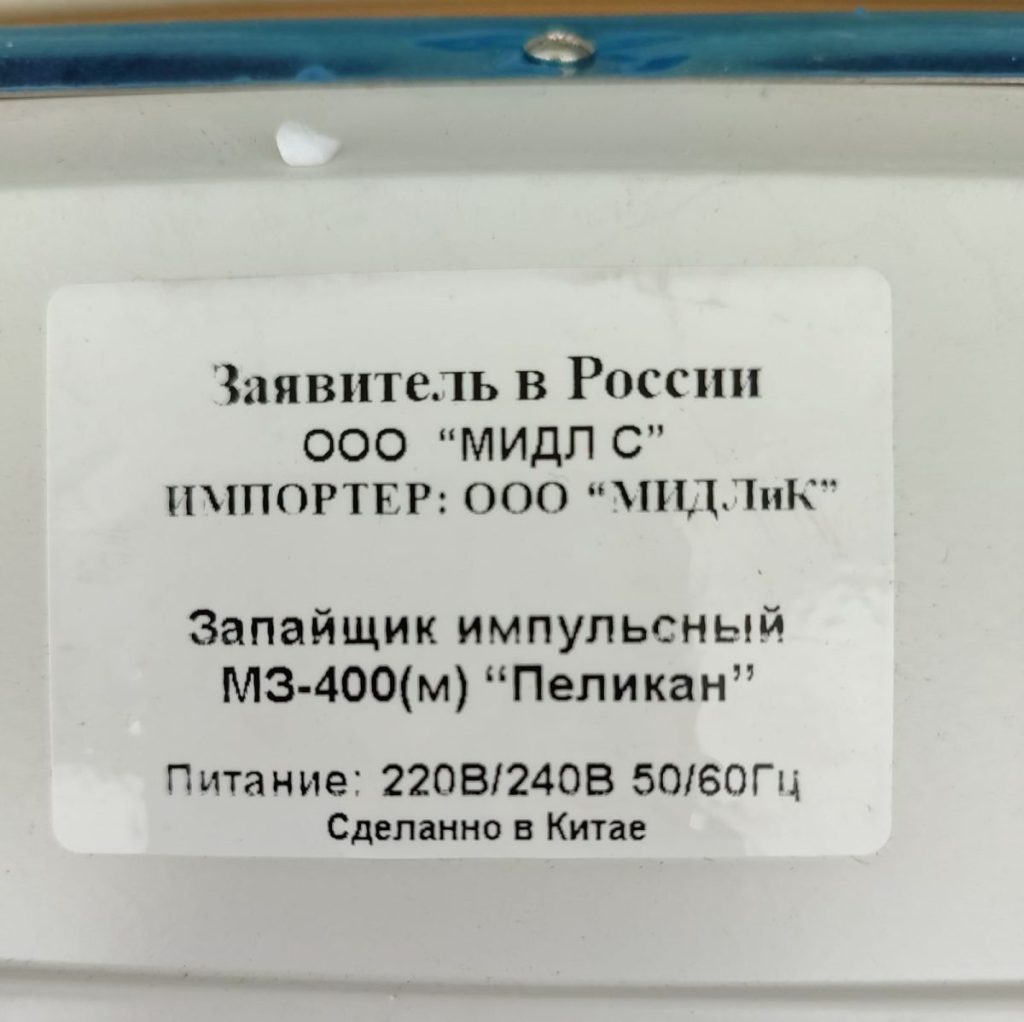 Заявитель в России
ООО “МИДЛ С”
ИМПОРТЕР: ООО “МИДЛиК”
Запайщик импульсный
МЗ-400(м) “Пеликан”
Питание: 220В/240В 50/60Гц
Сделанно в Китае